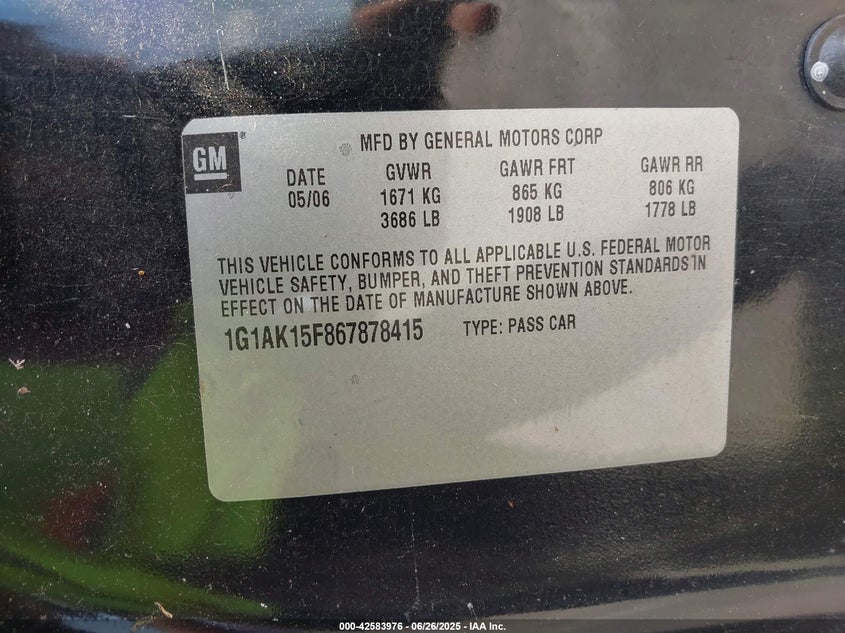 GM
MFD BY GENERAL MOTORS CORP
DATE GVWR GAWR FRT GAWR RR
05/06 1671 KG 865 KG 806 KG
3686 LB 1908 LB 1778 LB
THIS VEHICLE CONFORMS TO ALL APPLICABLE U.S. FEDERAL MOTOR
VEHICLE SAFETY, BUMPER, AND THEFT PREVENTION STANDARDS IN
EFFECT ON THE DATE OF MANUFACTURE SHOWN ABOVE.
1G1AK15F867878415 TYPE: PASS CAR
000-42583976 - 06/26/2025 - IAA Inc.